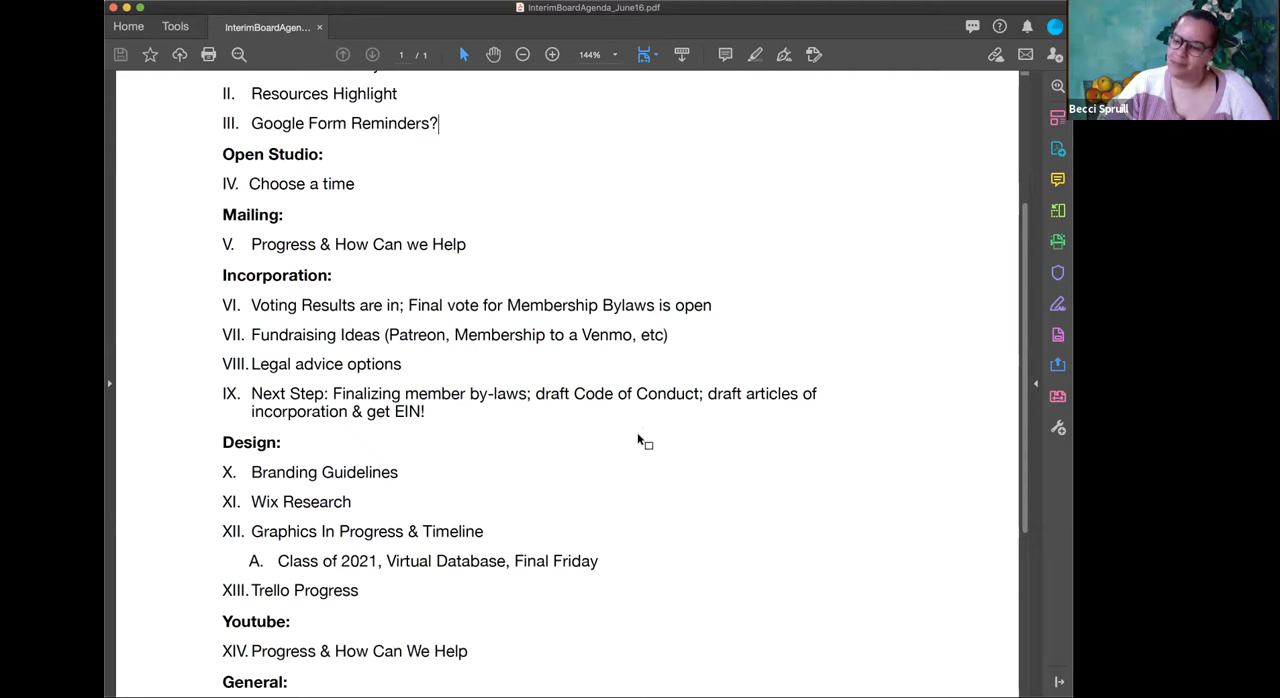 InterimBoardAgenda_June16.pdf
Home Tools InterimBoardAgen... ×
1 / 1 144%
II. Resources Highlight
III. Google Form Reminders?
Open Studio:
IV. Choose a time
Mailing:
V. Progress & How Can we Help
Incorporation:
VI. Voting Results are in; Final vote for Membership Bylaws is open
VII. Fundraising Ideas (Patreon, Membership to a Venmo, etc)
VIII. Legal advice options
IX. Next Step: Finalizing member by-laws; draft Code of Conduct; draft articles of
incorporation & get EIN!
Design:
X. Branding Guidelines
XI. Wix Research
XII. Graphics In Progress & Timeline
A. Class of 2021, Virtual Database, Final Friday
XIII. Trello Progress
Youtube:
XIV. Progress & How Can We Help
General:
Becci Spruill